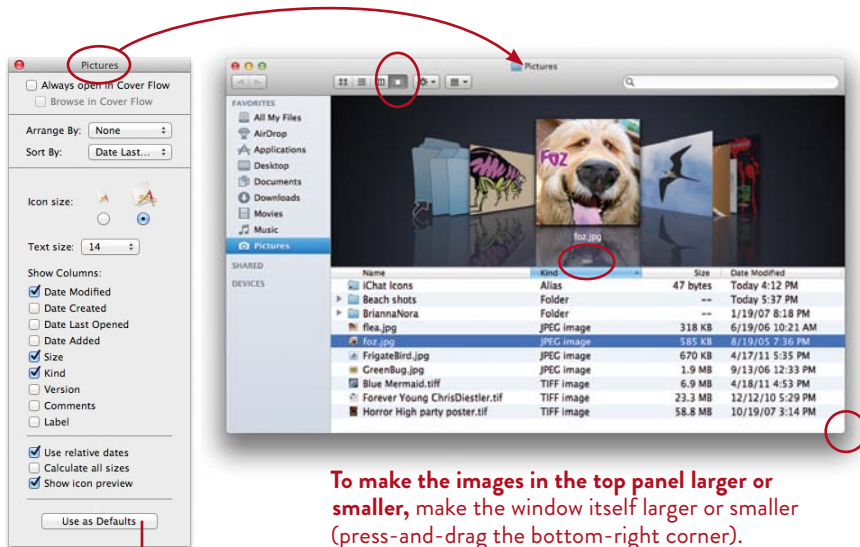 Pictures
Always open in Cover Flow
Browse in Cover Flow
Arrange By: None
Sort By: Date Last...
Icon size:
Text size: 14
Show Columns:
Date Modified
Date Created
Date Last Opened
Date Added
Size
Kind
Version
Comments
Label
Use relative dates
Calculate all sizes
Show icon preview
Use as Defaults
Pictures
FAVORITES
All My Files
AirDrop
Applications
Desktop
Documents
Downloads
Movies
Music
Pictures
SHARED
DEVICES
FOZ
foz.jpg
Name Kind Size Date Modified
iChat Icons Alias 47 bytes Today 4:12 PM
Beach shots Folder -- Today 5:37 PM
BriannaNora Folder -- 1/19/07 8:18 PM
flea.jpg JPEG image 318 KB 6/19/06 10:21 AM
foz.jpg JPEG image 585 KB 8/19/05 7:36 PM
FrigateBird.jpg JPEG image 670 KB 4/17/11 5:35 PM
GreenBug.jpg JPEG image 1.9 MB 9/13/06 12:33 PM
Blue Mermaid.tiff TIFF image 6.9 MB 4/18/11 4:53 PM
Forever Young ChrisDiestler.tif TIFF image 23.3 MB 12/12/10 5:29 PM
Horror High party poster.tif TIFF image 58.8 MB 10/19/07 3:14 PM
To make the images in the top panel larger or
smaller, make the window itself larger or smaller
(press-and-drag the bottom-right corner).